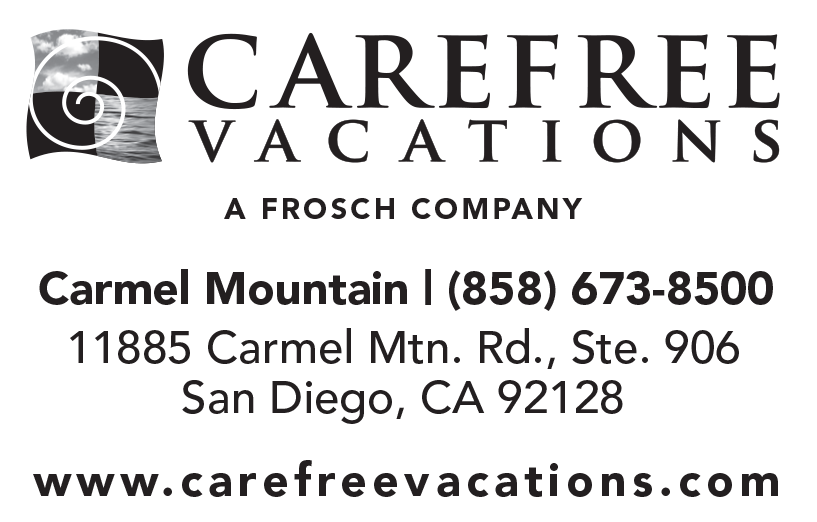 CAREFREE
VACATIONS
A FROSCH COMPANY
Carmel Mountain | (858) 673-8500
11885 Carmel Mtn. Rd., Ste. 906
San Diego, CA 92128
www.carefreevacations.com